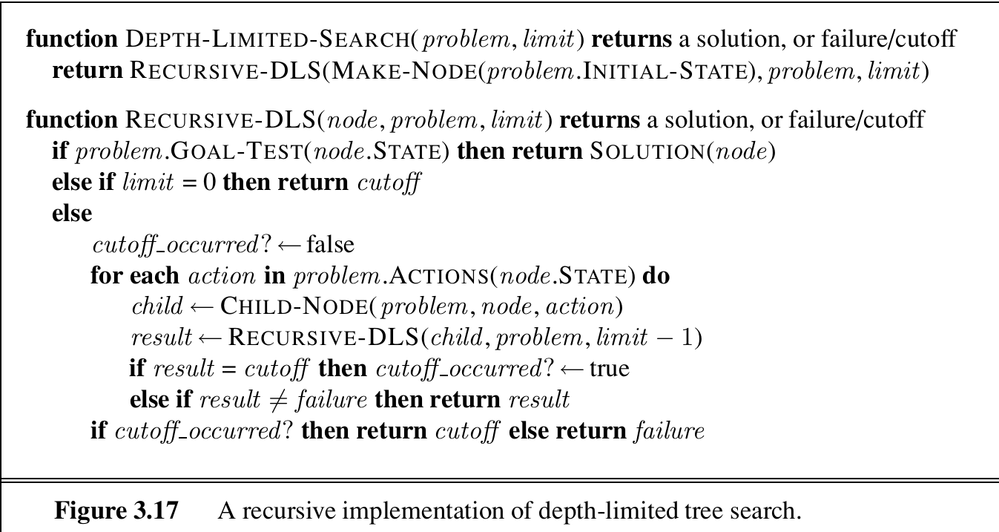 function DEPTH-LIMITED-SEARCH(problem, limit) returns a solution, or failure/cutoff
return RECURSIVE-DLS(MAKE-NODE(problem.INITIAL-STATE), problem, limit)
function RECURSIVE-DLS(node, problem, limit) returns a solution, or failure/cutoff
if problem.GOAL-TEST(node.STATE) then return SOLUTION(node)
else if limit = 0 then return cutoff
else
cutoff_occurred? ← false
for each action in problem.ACTIONS(node.STATE) do
child ← CHILD-NODE(problem, node, action)
result ← RECURSIVE-DLS(child, problem, limit − 1)
if result = cutoff then cutoff_occurred? ← true
else if result ≠ failure then return result
if cutoff_occurred? then return cutoff else return failure
Figure 3.17 A recursive implementation of depth-limited tree search.